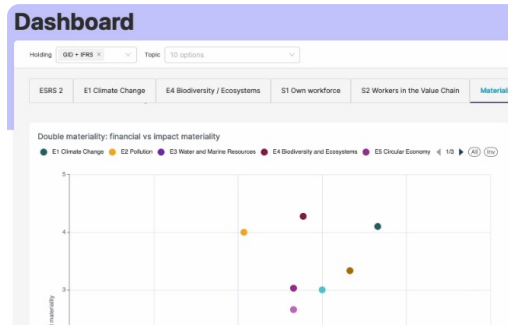 Dashboard
Holding GID + IFRS × Topic 10 options
ESRS 2 E1 Climate Change E4 Biodiversity / Ecosystems S1 Own workforce S2 Workers in the Value Chain Materiali
Double materiality: financial vs impact materiality
E1 Climate Change E2 Pollution E3 Water and Marine Resources E4 Biodiversity and Ecosystems E5 Circular Economy 1/3 All Inv
5
4
3
materiality